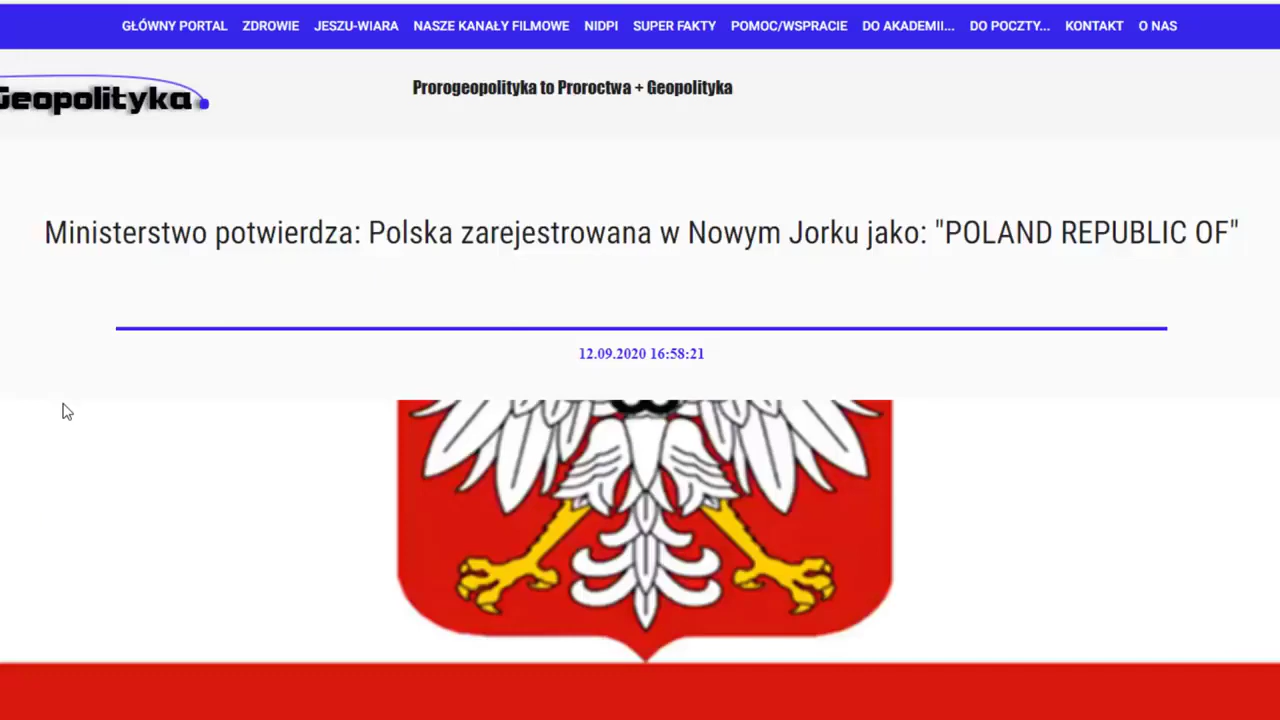 GŁÓWNY PORTAL ZDROWIE JESZU-WIARA NASZE KANAŁY FILMOWE NIDPI SUPER FAKTY POMOC/WSPRACIE DO AKADEMII... DO POCZTY... KONTAKT O NAS
Geopolityka.
Prorogeopolityka to Proroctwa + Geopolityka
Ministerstwo potwierdza: Polska zarejestrowana w Nowym Jorku jako: "POLAND REPUBLIC OF"
12.09.2020 16:58:21